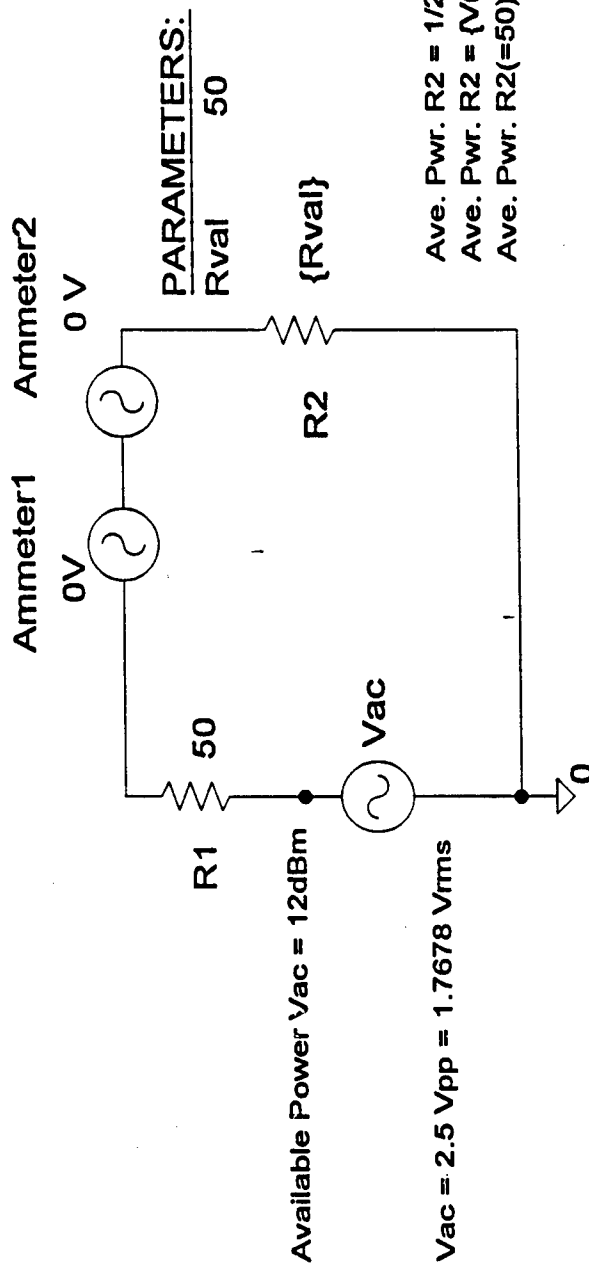 Ammeter1
Ammeter2
0V
0 V
PARAMETERS:
Rval 50
R1
50
{Rval}
R2
Available Power Vac = 12dBm
Vac
Vac = 2.5 Vpp = 1.7678 Vrms
0
Ave. Pwr. R2 = 1/2
Ave. Pwr. R2 =
Ave. Pwr. R2(=50)